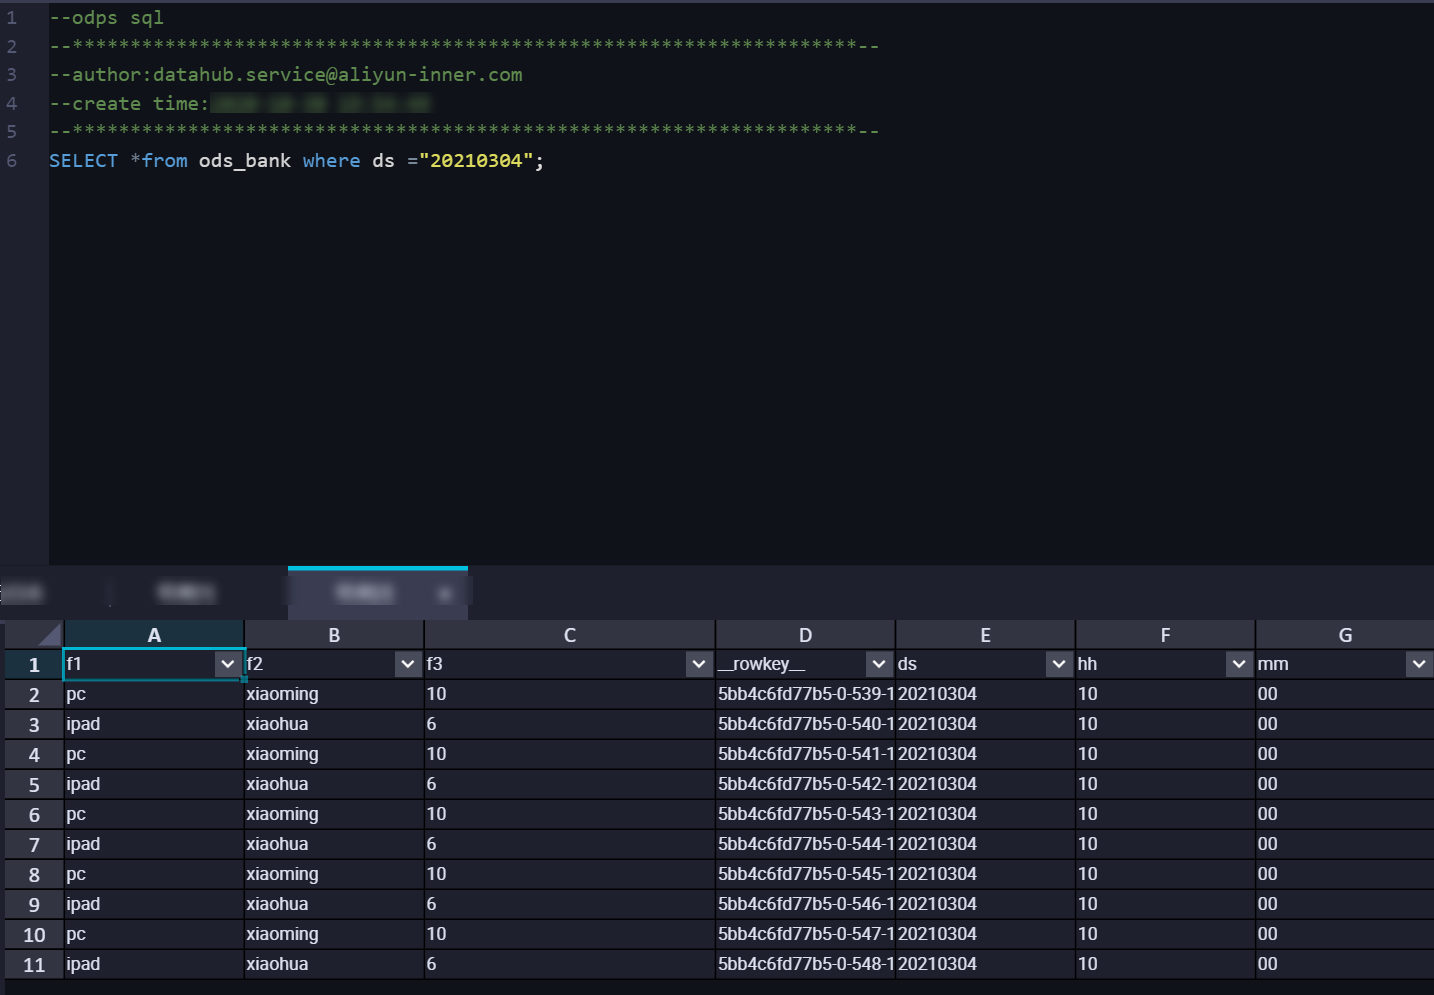 1 --odps sql
2 --********************************************************************--
3 --author:datahub.service@aliyun-inner.com
4 --create time:
5 --********************************************************************--
6 SELECT *from ods_bank where ds ="20210304";
A B C D E F G
1 f1 f2 f3 __rowkey__ ds hh mm
2 pc xiaoming 10 5bb4c6fd77b5-0-539-1 20210304 10 00
3 ipad xiaohua 6 5bb4c6fd77b5-0-540-1 20210304 10 00
4 pc xiaoming 10 5bb4c6fd77b5-0-541-1 20210304 10 00
5 ipad xiaohua 6 5bb4c6fd77b5-0-542-1 20210304 10 00
6 pc xiaoming 10 5bb4c6fd77b5-0-543-1 20210304 10 00
7 ipad xiaohua 6 5bb4c6fd77b5-0-544-1 20210304 10 00
8 pc xiaoming 10 5bb4c6fd77b5-0-545-1 20210304 10 00
9 ipad xiaohua 6 5bb4c6fd77b5-0-546-1 20210304 10 00
10 pc xiaoming 10 5bb4c6fd77b5-0-547-1 20210304 10 00
11 ipad xiaohua 6 5bb4c6fd77b5-0-548-1 20210304 10 00